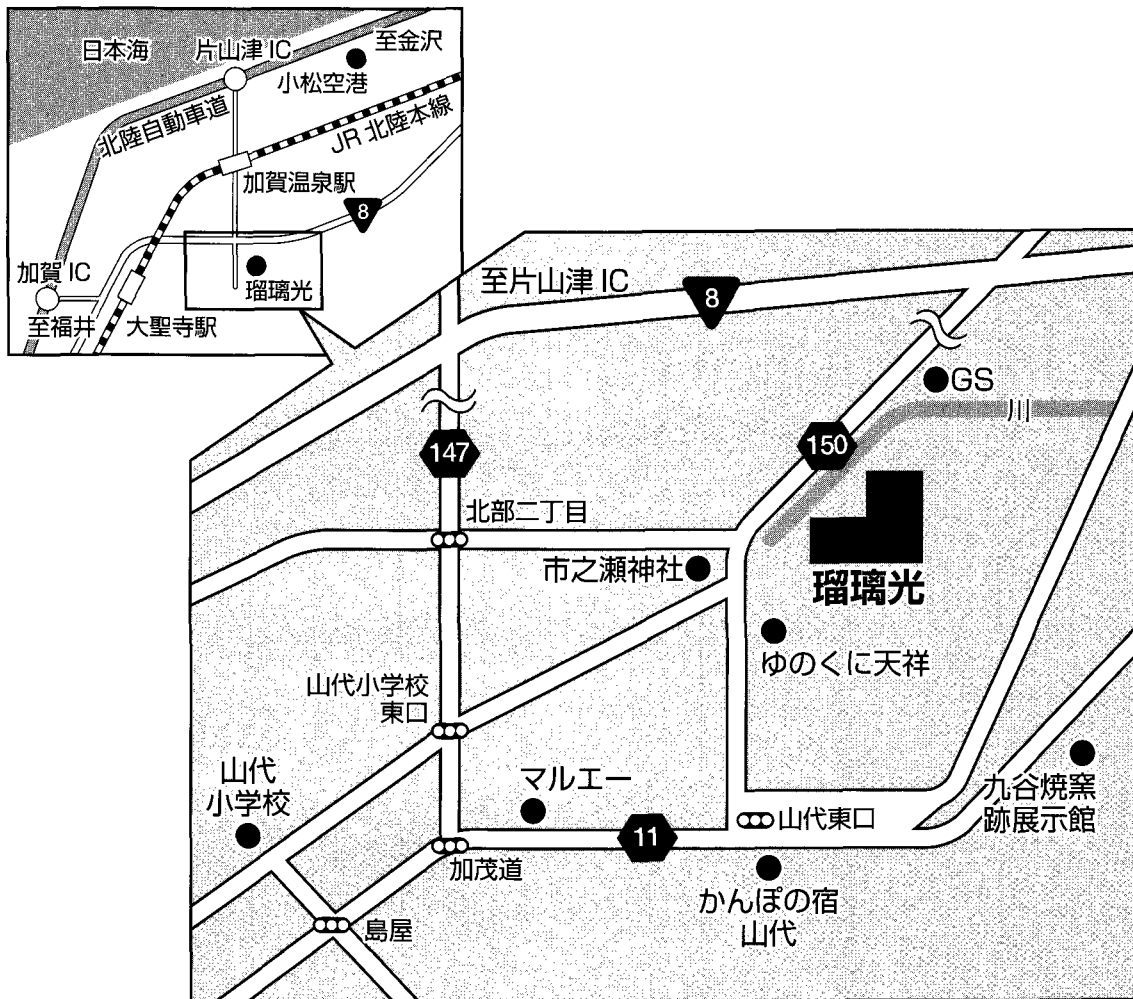 日本海
片山津IC
至金沢
小松空港
北陸自動車道
JR北陸本線
加賀温泉駅
8
加賀IC
瑠璃光
至福井
大聖寺駅
至片山津IC
8
GS
川
147
150
北部二丁目
市之瀬神社
瑠璃光
ゆのくに天祥
山代小学校
東口
山代
小学校
マルエー
九谷焼窯
跡展示館
11
山代東口
加茂道
かんぽの宿
山代
島屋